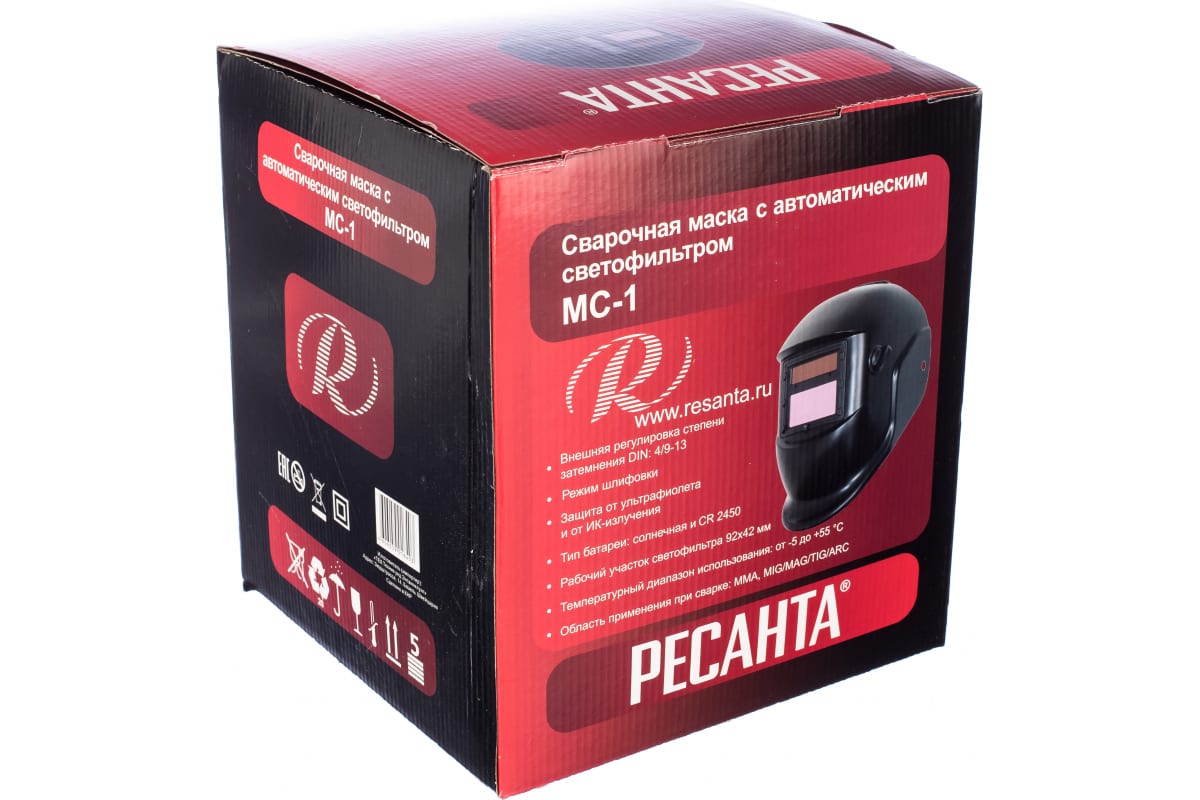 РЕСАНТА®
Сварочная маска с
автоматическим светофильтром
МС-1
R
EAC
5
Сварочная маска с автоматическим
светофильтром
МС-1
R
www.resanta.ru
• Внешняя регулировка степени
затемнения DIN: 4/9-13
• Режим шлифовки
• Защита от ультрафиолета
и от ИК-излучения
• Тип батареи: солнечная и CR 2450
• Рабочий участок светофильтра 92х42 мм
• Температурный диапазон использования: от -5 до +55 °С
• Область применения при сварке: MMA, MIG/MAG/TIG/ARC
РЕСАНТА®